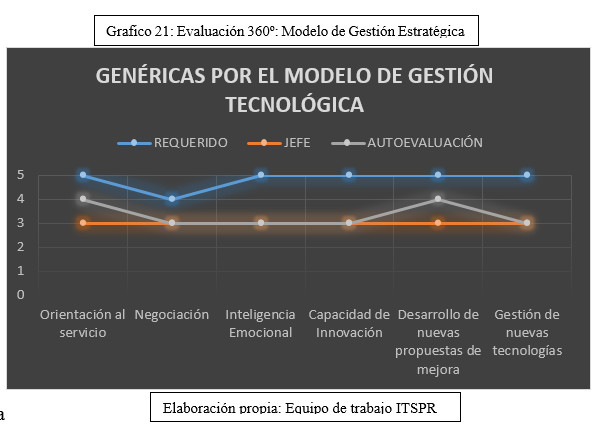 Grafico 21: Evaluación 360º: Modelo de Gestión Estratégica
GENÉRICAS POR EL MODELO DE GESTIÓN
TECNOLÓGICA
REQUERIDO JEFE AUTOEVALUACIÓN
5
4
3
2
1
0
Orientación al
servicio
Negociación
Inteligencia
Emocional
Capacidad de
Innovación
Desarrollo de
nuevas
propuestas de
mejora
Gestión de
nuevas
tecnologías
Elaboración propia: Equipo de trabajo ITSPR
a